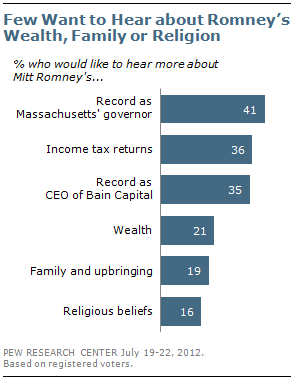 Few Want to Hear about Romney's
Wealth, Family or Religion
% who would like to hear more about
Mitt Romney's...
Record as
Massachusetts' governor
41
Income tax returns
36
Record as
CEO of Bain Capital
35
Wealth
21
Family and upbringing
19
Religious beliefs
16
PEW RESEARCH CENTER July 19-22, 2012.
Based on registered voters.